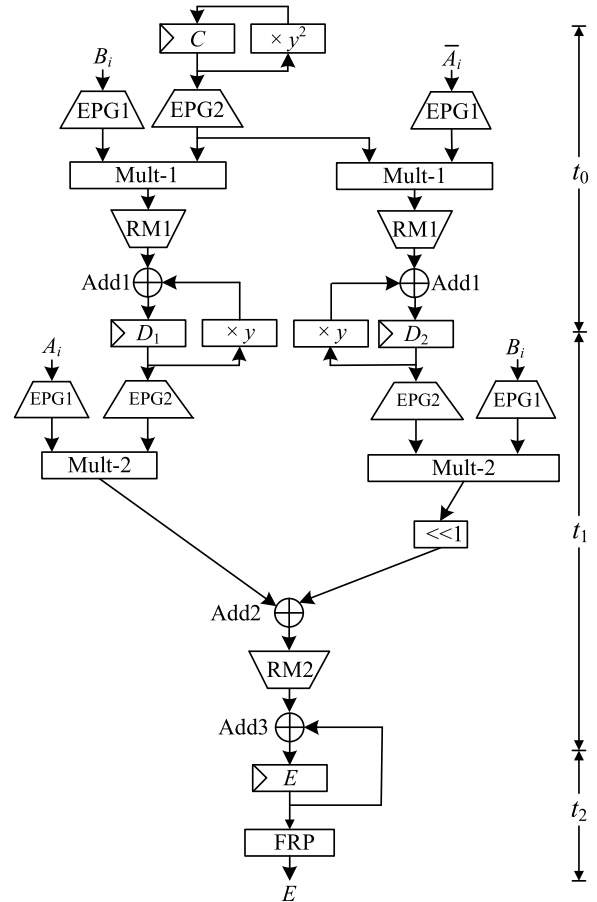 C
× y²
B_i
A̅_i
EPG1
EPG2
EPG1
Mult-1
Mult-1
t₀
RM1
RM1
Add1
Add1
D₁
× y
× y
D₂
A_i
B_i
EPG1
EPG2
EPG2
EPG1
Mult-2
Mult-2
<<1
t₁
Add2
RM2
Add3
E
t₂
FRP
E